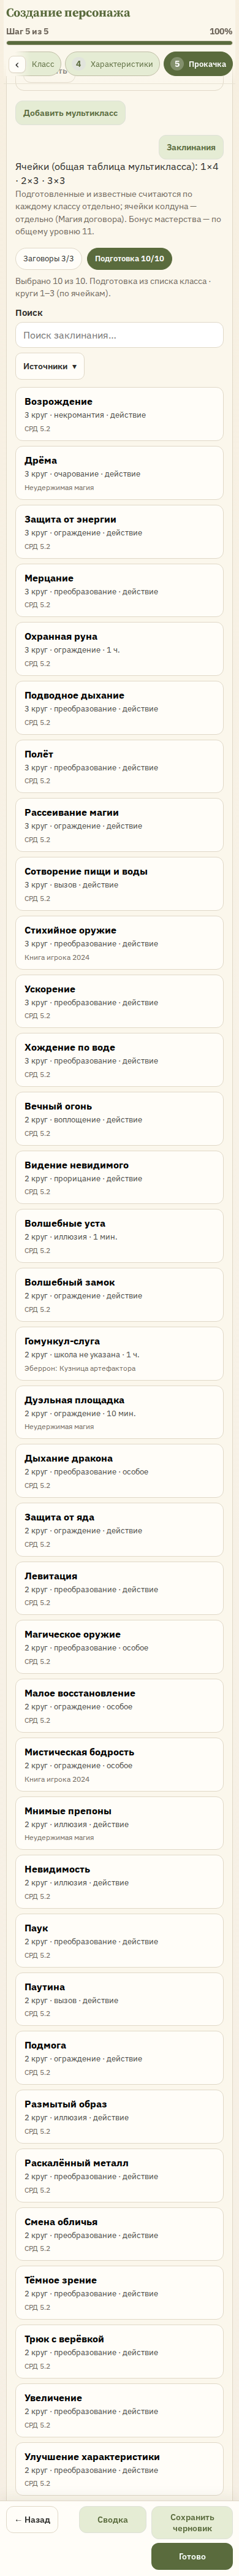 Создание персонажа
Шаг 5 из 5 100%
‹ Класс 4 Характеристики 5 Прокачка
Добавить мультикласс
Заклинания
Ячейки (общая таблица мультикласса): 1×4
· 2×3 · 3×3
Подготовленные и известные считаются по
каждому классу отдельно; ячейки колдуна —
отдельно (Магия договора). Бонус мастерства — по
общему уровню 11.
Заговоры 3/3 Подготовка 10/10
Выбрано 10 из 10. Подготовка из списка класса ·
круги 1–3 (по ячейкам).
Поиск
Поиск заклинания…
Источники ▾
Возрождение
3 круг · некромантия · действие
СРД 5.2
Дрёма
3 круг · очарование · действие
Неудержимая магия
Защита от энергии
3 круг · ограждение · действие
СРД 5.2
Мерцание
3 круг · преобразование · действие
СРД 5.2
Охранная руна
3 круг · ограждение · 1 ч.
СРД 5.2
Подводное дыхание
3 круг · преобразование · действие
СРД 5.2
Полёт
3 круг · преобразование · действие
СРД 5.2
Рассеивание магии
3 круг · ограждение · действие
СРД 5.2
Сотворение пищи и воды
3 круг · вызов · действие
СРД 5.2
Стихийное оружие
3 круг · преобразование · действие
Книга игрока 2024
Ускорение
3 круг · преобразование · действие
СРД 5.2
Хождение по воде
3 круг · преобразование · действие
СРД 5.2
Вечный огонь
2 круг · воплощение · действие
СРД 5.2
Видение невидимого
2 круг · прорицание · действие
СРД 5.2
Волшебные уста
2 круг · иллюзия · 1 мин.
СРД 5.2
Волшебный замок
2 круг · ограждение · действие
СРД 5.2
Гомункул-слуга
2 круг · школа не указана · 1 ч.
Эберрон: Кузница артефактора
Дуэльная площадка
2 круг · ограждение · 10 мин.
Неудержимая магия
Дыхание дракона
2 круг · преобразование · особое
СРД 5.2
Защита от яда
2 круг · ограждение · действие
СРД 5.2
Левитация
2 круг · преобразование · действие
СРД 5.2
Магическое оружие
2 круг · преобразование · особое
СРД 5.2
Малое восстановление
2 круг · ограждение · особое
СРД 5.2
Мистическая бодрость
2 круг · ограждение · особое
Книга игрока 2024
Мнимые препоны
2 круг · иллюзия · действие
Неудержимая магия
Невидимость
2 круг · иллюзия · действие
СРД 5.2
Паук
2 круг · преобразование · действие
СРД 5.2
Паутина
2 круг · вызов · действие
СРД 5.2
Подмога
2 круг · ограждение · действие
СРД 5.2
Размытый образ
2 круг · иллюзия · действие
СРД 5.2
Раскалённый металл
2 круг · преобразование · действие
СРД 5.2
Смена обличья
2 круг · преобразование · действие
СРД 5.2
Тёмное зрение
2 круг · преобразование · действие
СРД 5.2
Трюк с верёвкой
2 круг · преобразование · действие
СРД 5.2
Увеличение
2 круг · преобразование · действие
СРД 5.2
Улучшение характеристики
2 круг · преобразование · действие
СРД 5.2
← Назад Сводка Сохранить
черновик
Готово